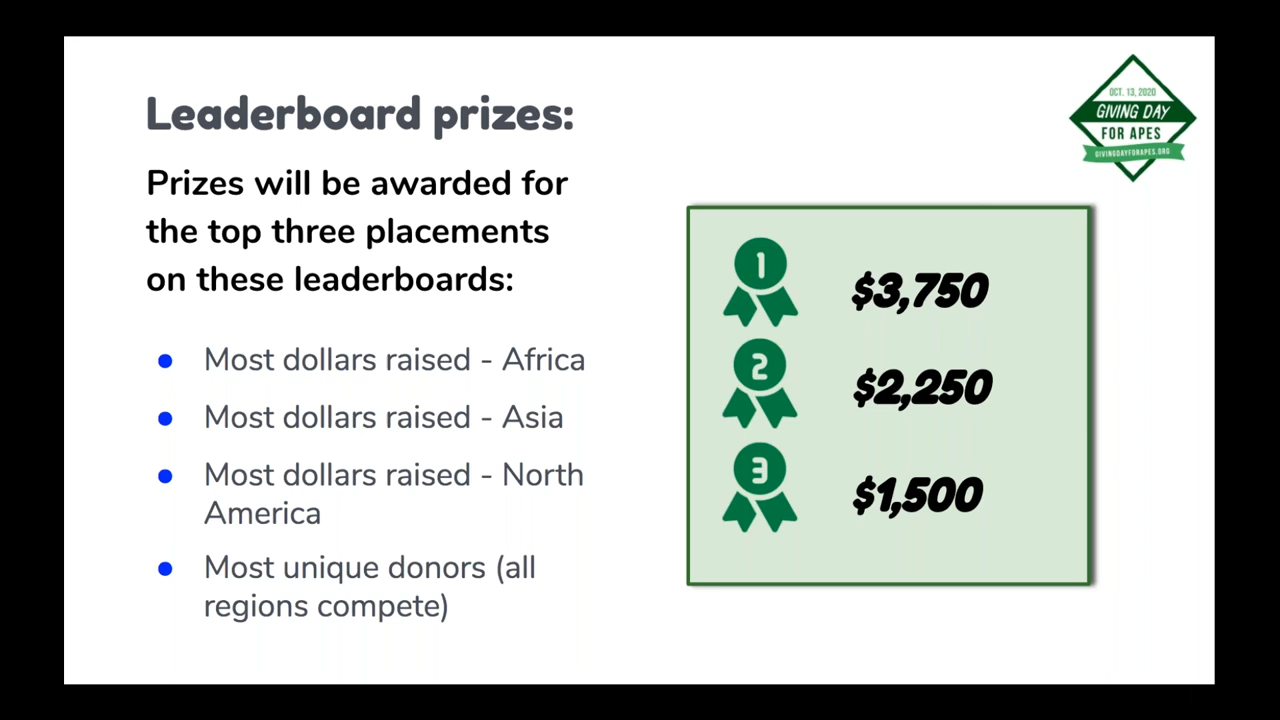 Leaderboard prizes:
Prizes will be awarded for
the top three placements
on these leaderboards:
● Most dollars raised - Africa
● Most dollars raised - Asia
● Most dollars raised - North
America
● Most unique donors (all
regions compete)
OCT. 13, 2020
GIVING DAY
FOR APES
GIVINGDAYFORAPES.ORG
1 $3,750
2 $2,250
3 $1,500